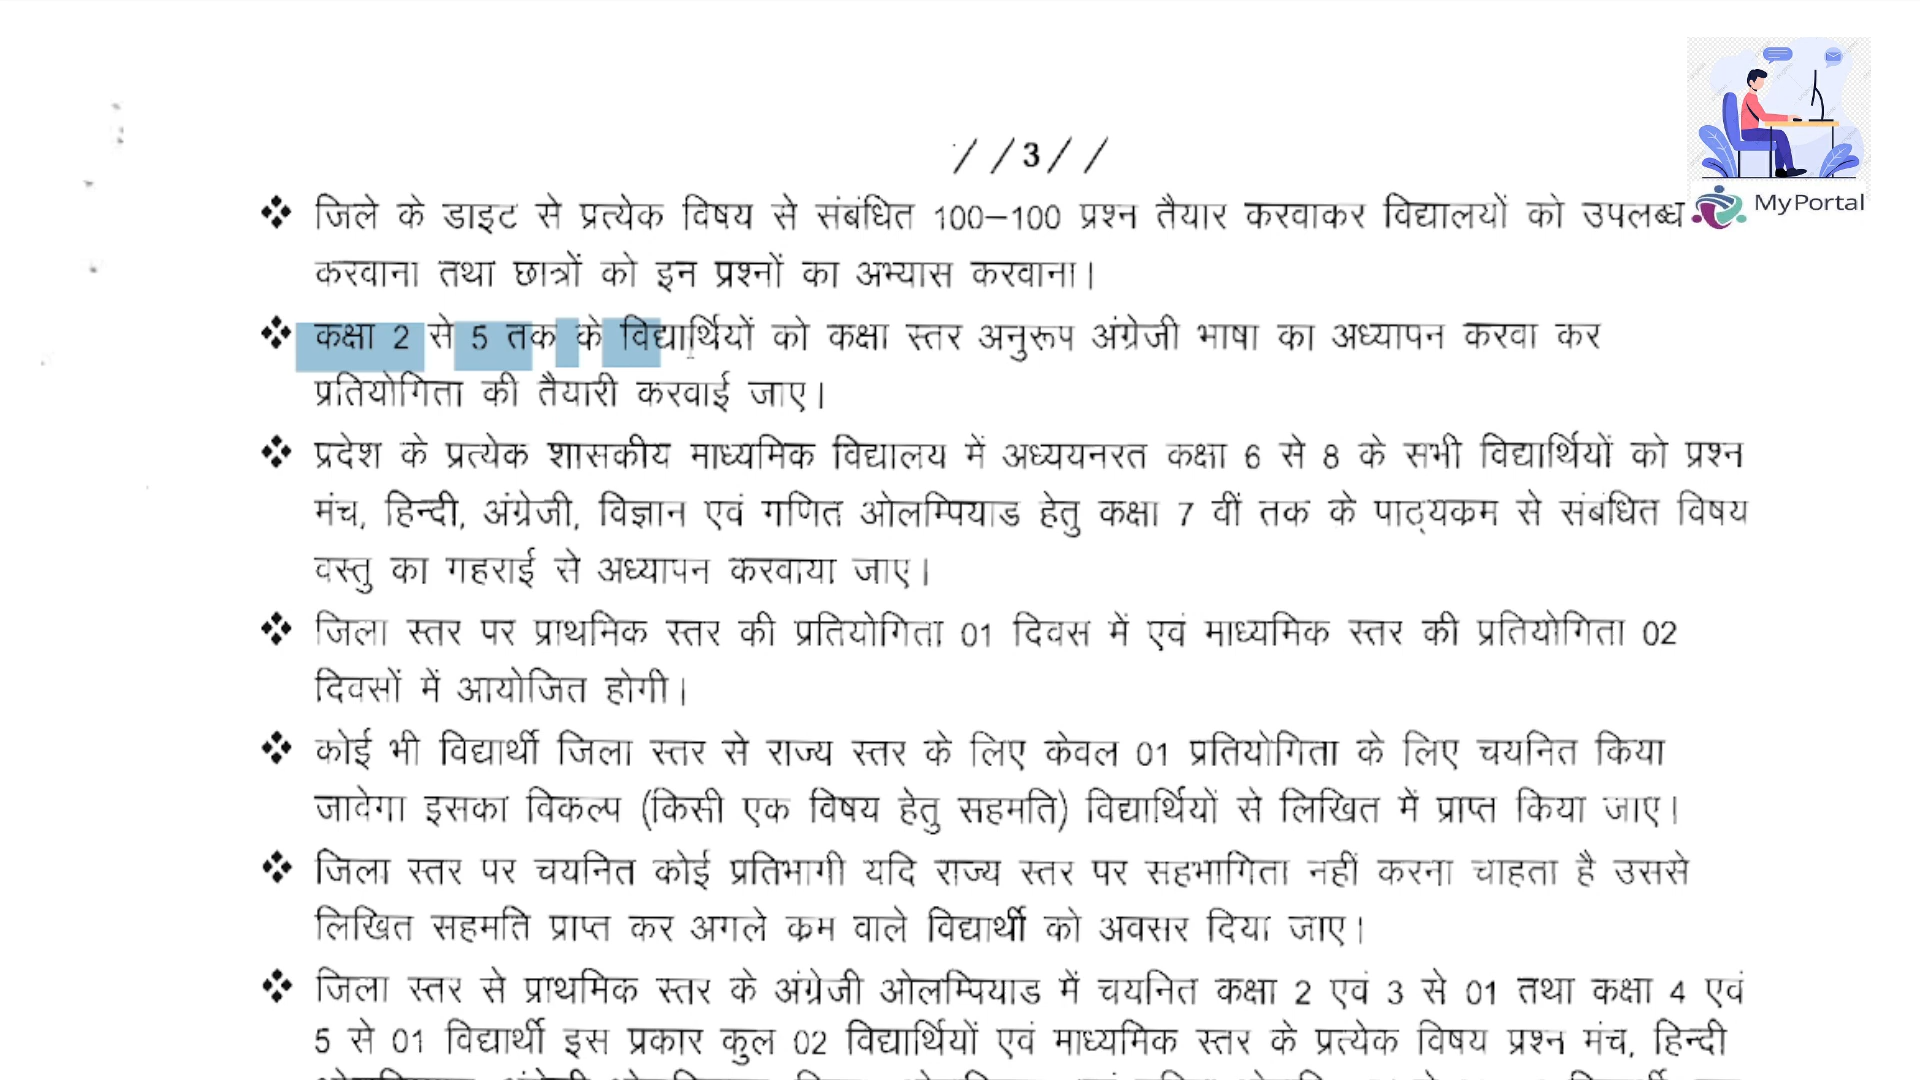 //3//
❖ जिले के डाइट से प्रत्येक विषय से संबंधित 100–100 प्रश्न तैयार करवाकर विद्यालयों को उपलब्ध
करवाना तथा छात्रों को इन प्रश्नों का अभ्यास करवाना।
❖ कक्षा 2 से 5 तक के विद्यार्थियों को कक्षा स्तर अनुरूप अंग्रेजी भाषा का अध्यापन करवा कर
प्रतियोगिता की तैयारी करवाई जाए।
❖ प्रदेश के प्रत्येक शासकीय माध्यमिक विद्यालय में अध्ययनरत कक्षा 6 से 8 के सभी विद्यार्थियों को प्रश्न
मंच, हिन्दी, अंग्रेजी, विज्ञान एवं गणित ओलम्पियाड हेतु कक्षा 7 वीं तक के पाठ्यकम से संबंधित विषय
वस्तु का गहराई से अध्यापन करवाया जाए।
❖ जिला स्तर पर प्राथमिक स्तर की प्रतियोगिता 01 दिवस में एवं माध्यमिक स्तर की प्रतियोगिता 02
दिवसों में आयोजित होगी।
❖ कोई भी विद्यार्थी जिला स्तर से राज्य स्तर के लिए केवल 01 प्रतियोगिता के लिए चयनित किया
जावेगा इसका विकल्प (किसी एक विषय हेतु सहमति) विद्यार्थियों से लिखित में प्राप्त किया जाए।
❖ जिला स्तर पर चयनित कोई प्रतिभागी यदि राज्य स्तर पर सहभागिता नहीं करना चाहता है उससे
लिखित सहमति प्राप्त कर अगले कम वाले विद्यार्थी को अवसर दिया जाए।
❖ जिला स्तर से प्राथमिक स्तर के अंग्रेजी ओलम्पियाड में चयनित कक्षा 2 एवं 3 से 01 तथा कक्षा 4 एवं
5 से 01 विद्यार्थी इस प्रकार कुल 02 विद्यार्थियों एवं माध्यमिक स्तर के प्रत्येक विषय प्रश्न मंच, हिन्दी
MyPortal